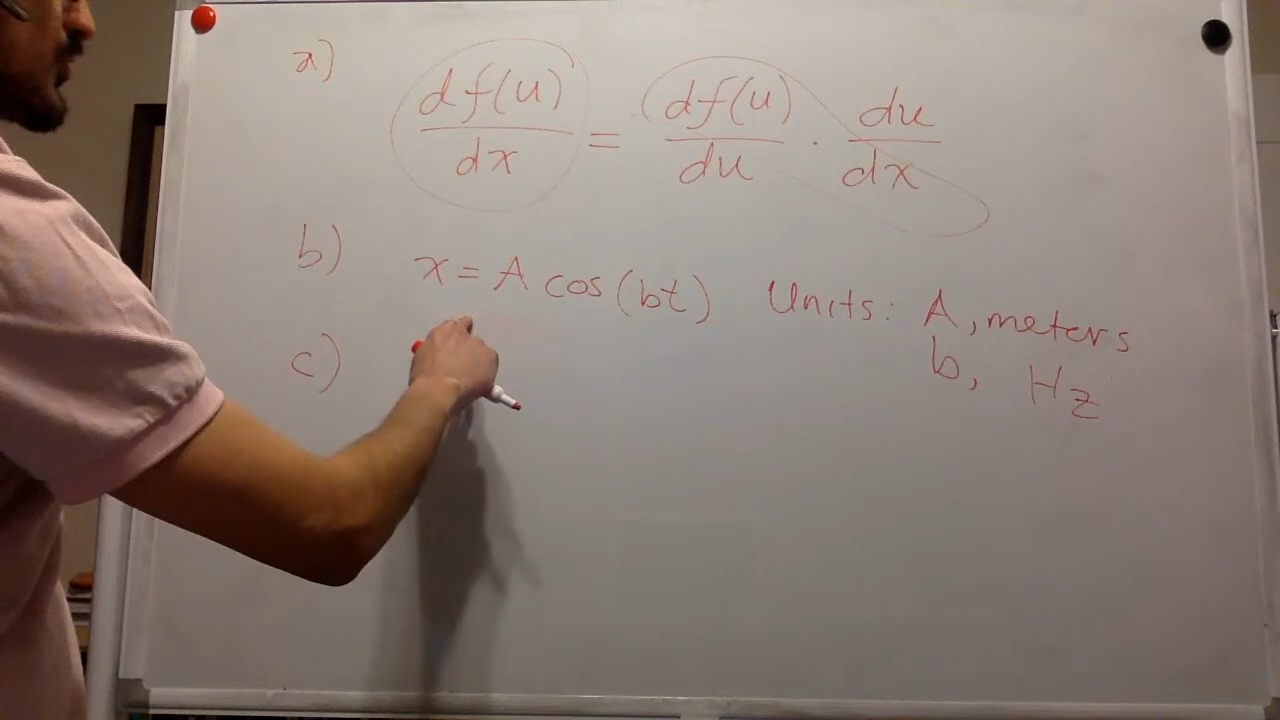 a) df(u)/dx = df(u)/du · du/dx
b) x = A cos(bt) Units: A, meters
b, Hz
c)